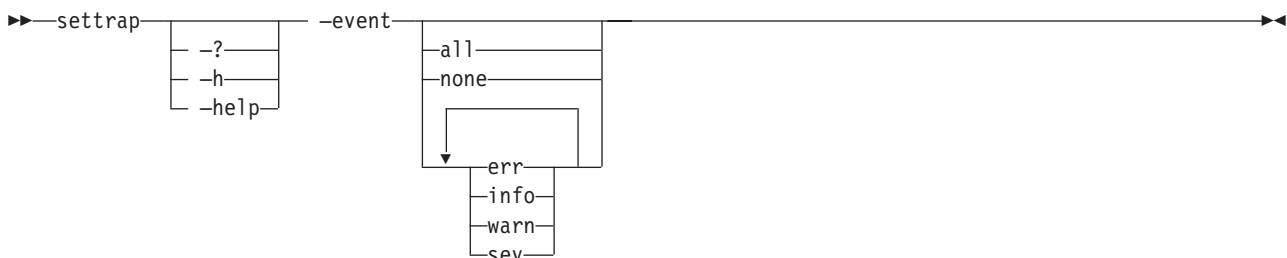 settrap –event
–?
–h
–help
all
none
err
info
warn
sev